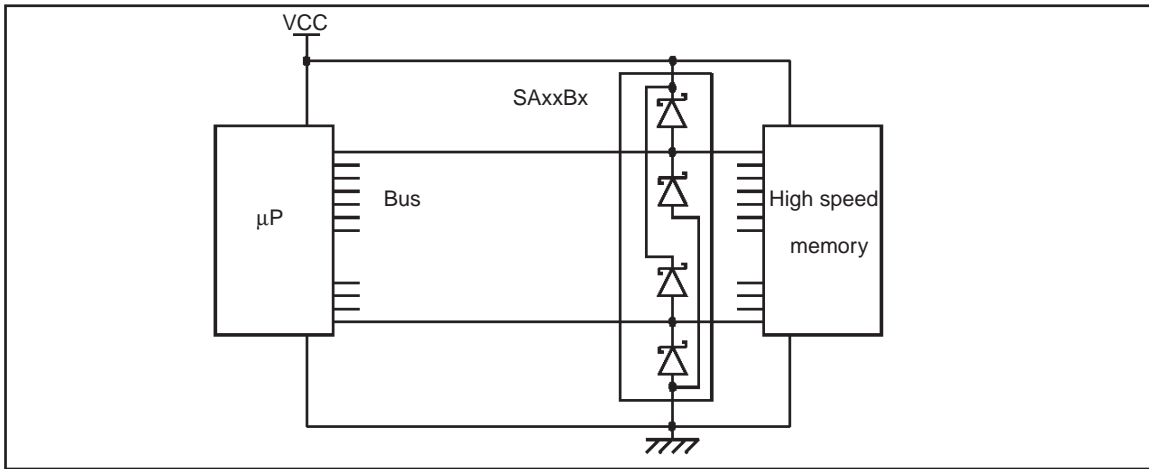 VCC
SAxxBx
μP
Bus
High speed
memory